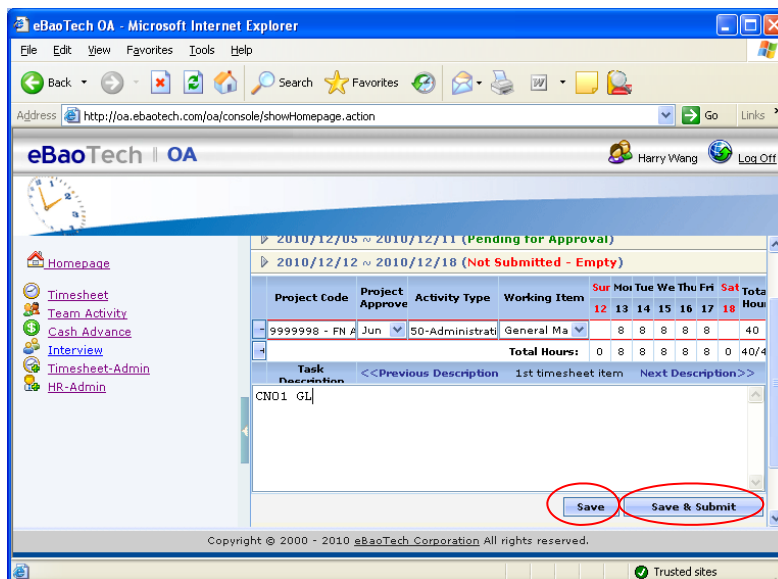 eBaoTech OA - Microsoft Internet Explorer
File Edit View Favorites Tools Help
Back Search Favorites
Address http://oa.ebaotech.com/oa/console/showHomepage.action Go Links
eBaoTech OA Harry Wang Log Off
2010/12/05 ~ 2010/12/11 (Pending for Approval)
Homepage
2010/12/12 ~ 2010/12/18 (Not Submitted - Empty)
Project Code Project Approve Activity Type Working Item Sun Mon Tue We Thu Fri Sat Total Hour
12 13 14 15 16 17 18
9999998 - FN A Jun 50-Administrati General Ma 8 8 8 8 8 40
Total Hours: 0 8 8 8 8 8 0 40/4
Task Description <<Previous Description 1st timesheet item Next Description>>
CN01 GL
Timesheet
Team Activity
Cash Advance
Interview
Timesheet-Admin
HR-Admin
Save Save & Submit
Copyright © 2000 - 2010 eBaoTech Corporation All rights reserved.
Trusted sites